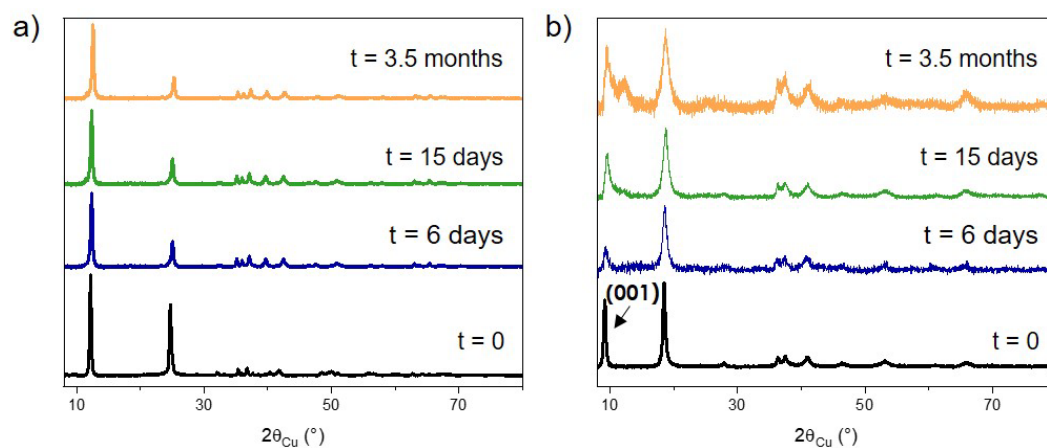 a)
t = 3.5 months
t = 15 days
t = 6 days
t = 0
10 30 50 70
2θCu (°)
b)
t = 3.5 months
t = 15 days
t = 6 days
(001)
t = 0
10 30 50 70
2θCu (°)